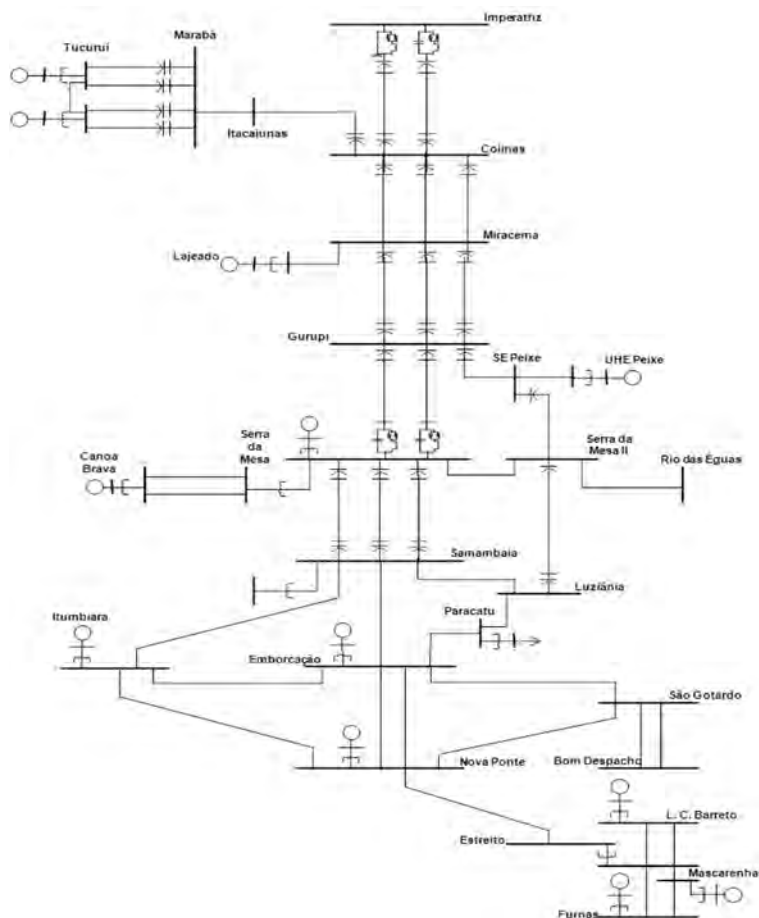 Imperatriz
Marabá
Tucuruí
Itacaiunas
Colinas
Miracema
Lajeado
Gurupi
SE Peixe
UHE Peixe
Serra
da
Mesa
Canoa
Brava
Serra da
Mesa II
Rio das Éguas
Samambaia
Luziânia
Paracatu
Itumbiara
Emborcação
São Gotardo
Nova Ponte
Bom Despacho
L. C. Barreto
Estreito
Mascarenha
Furnas